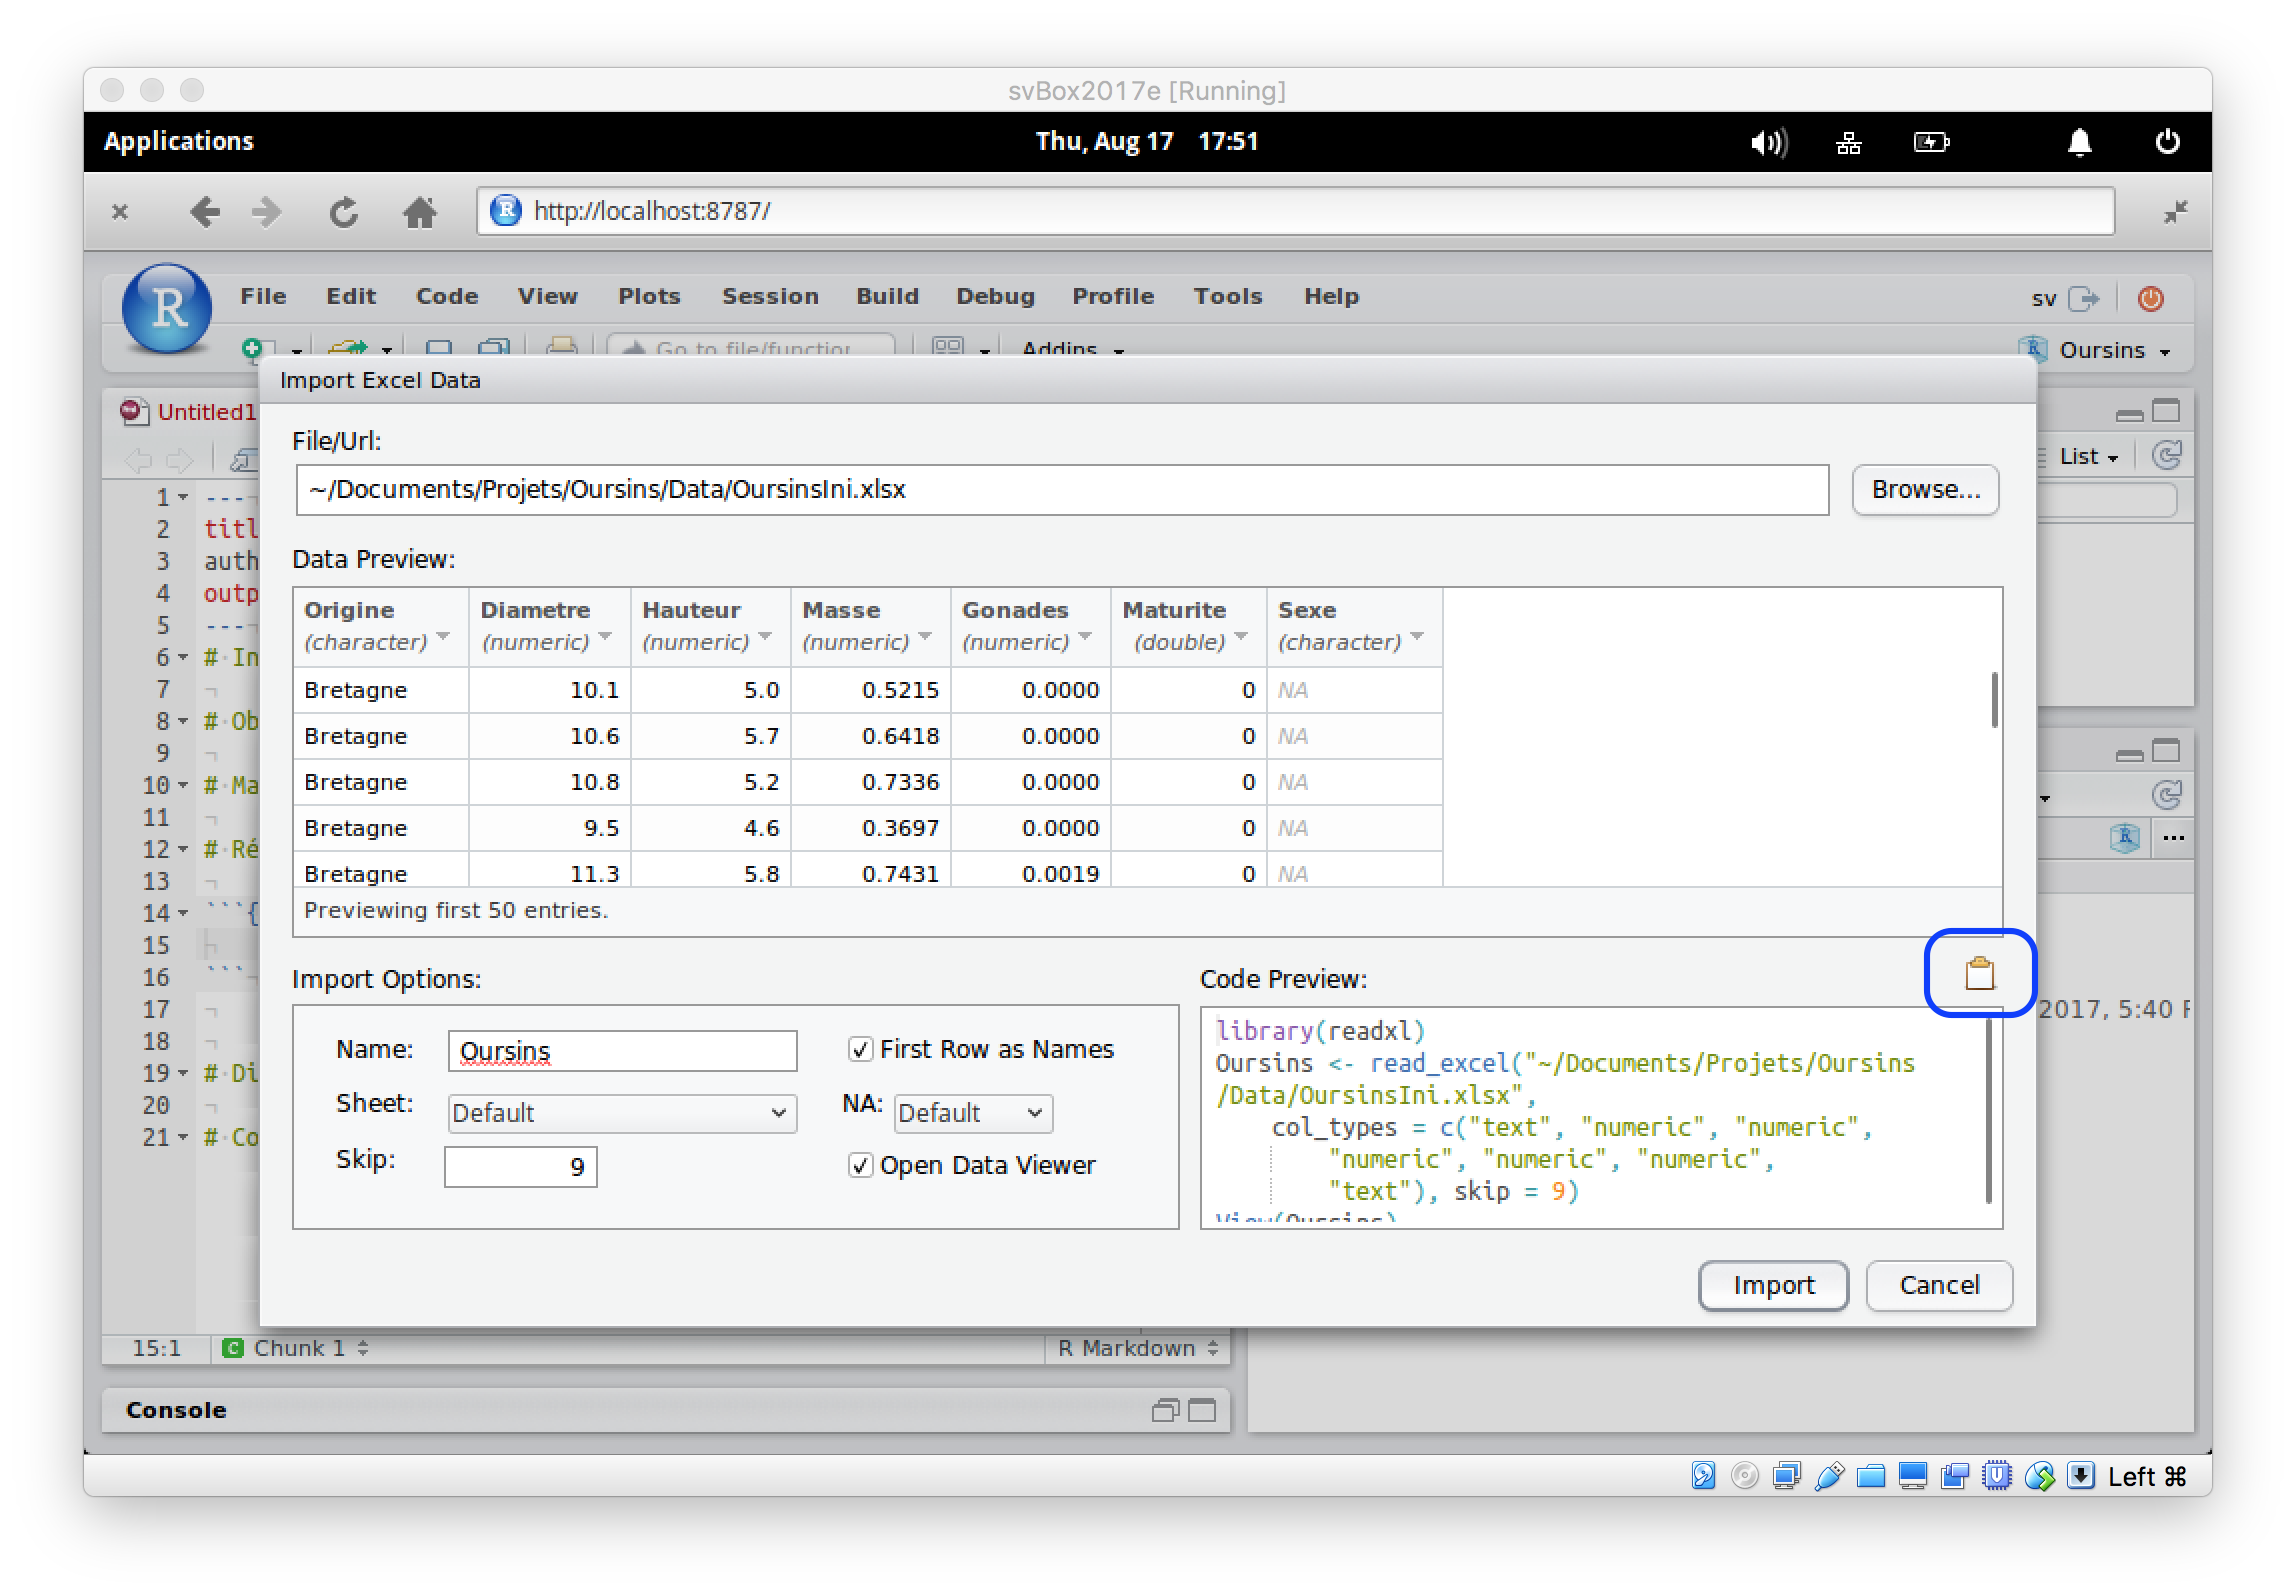 svBox2017e [Running]
Applications
Thu, Aug 17 17:51
http://localhost:8787/
R
File Edit Code View Plots Session Build Debug Profile Tools Help
sv
Go to file/function
Addins
Oursins
Import Excel Data
Untitled1
File/Url:
~/Documents/Projets/Oursins/Data/OursinsIni.xlsx
Browse...
List
Data Preview:
Origine Diametre Hauteur Masse Gonades Maturite Sexe
(character) (numeric) (numeric) (numeric) (numeric) (double) (character)
Bretagne 10.1 5.0 0.5215 0.0000 0 NA
Bretagne 10.6 5.7 0.6418 0.0000 0 NA
Bretagne 10.8 5.2 0.7336 0.0000 0 NA
Bretagne 9.5 4.6 0.3697 0.0000 0 NA
Bretagne 11.3 5.8 0.7431 0.0019 0 NA
Previewing first 50 entries.
1 ---
2 titl
3 auth
4 outp
5 ---
6 # In
7
8 # Ob
9
10 # Ma
11
12 # Ré
13
14 ```{
15
16 ```
17
18
19 # Di
20
21 # Co
Import Options:
Name: Oursins
First Row as Names
Sheet: Default
NA: Default
Skip: 9
Open Data Viewer
Code Preview:
library(readxl)
Oursins <- read_excel("~/Documents/Projets/Oursins
/Data/OursinsIni.xlsx",
col_types = c("text", "numeric", "numeric",
"numeric", "numeric", "numeric",
"text"), skip = 9)
View(Oursins)
2017, 5:40 P
Import
Cancel
15:1
C Chunk 1
R Markdown
Console
Left ⌘